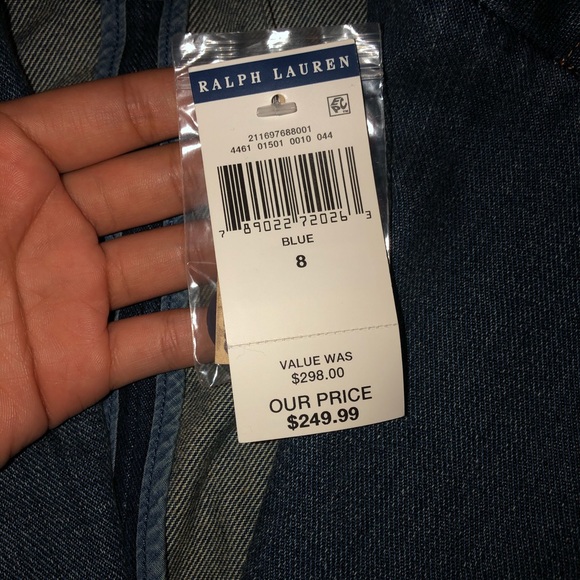 RALPH LAUREN
211697688001
4461 01501 0010 044
7 89022 72026 3
BLUE
8
VALUE WAS
$298.00
OUR PRICE
$249.99